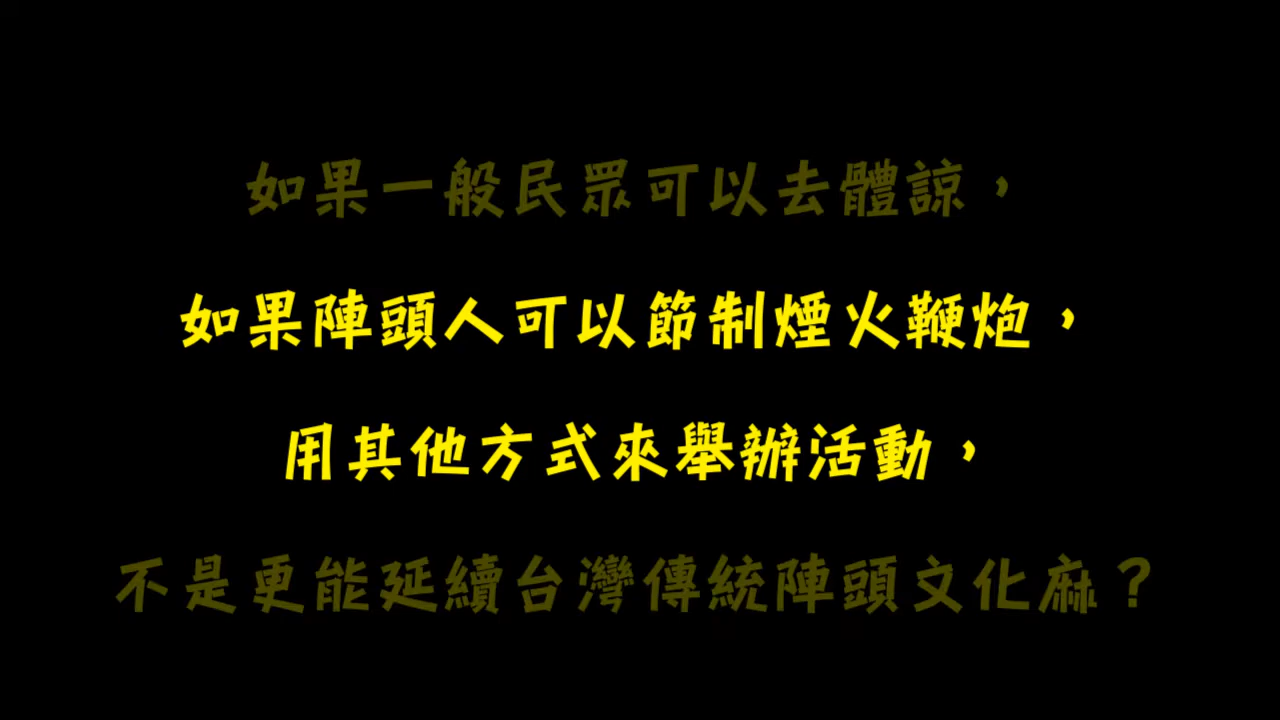 如果一般民眾可以去體諒，
如果陣頭人可以節制煙火鞭炮，
用其他方式來舉辦活動，
不是更能延續台灣傳統陣頭文化麻？